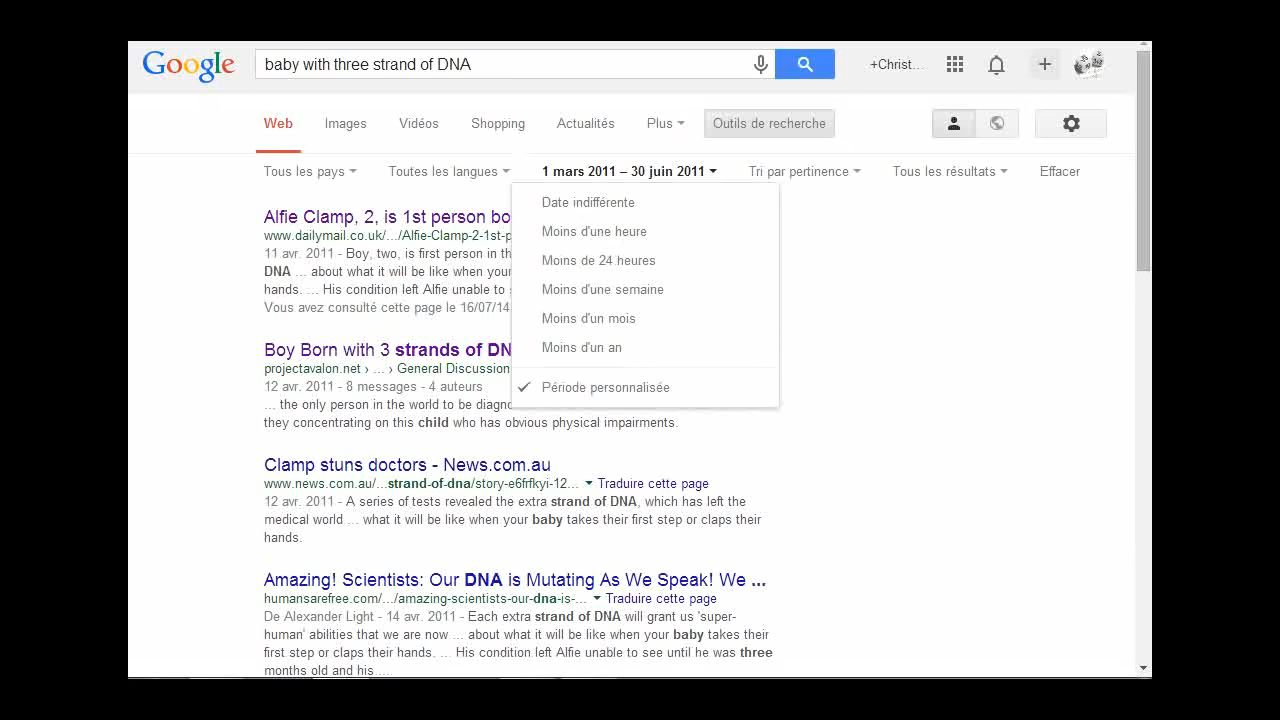 Google
baby with three strand of DNA
+Christ...
Web Images Vidéos Shopping Actualités Plus Outils de recherche
Tous les pays Toutes les langues 1 mars 2011 – 30 juin 2011 Tri par pertinence Tous les résultats Effacer
Date indifférente
Moins d'une heure
Moins de 24 heures
Moins d'une semaine
Moins d'un mois
Moins d'un an
Période personnalisée
Alfie Clamp, 2, is 1st person bo
www.dailymail.co.uk/.../Alfie-Clamp-2-1st-p
11 avr. 2011 - Boy, two, is first person in th
DNA ... about what it will be like when your
hands. ... His condition left Alfie unable to
Vous avez consulté cette page le 16/07/14
Boy Born with 3 strands of DN
projectavalon.net › ... › General Discussion
12 avr. 2011 - 8 messages - 4 auteurs
... the only person in the world to be diagno
they concentrating on this child who has obvious physical impairments.
Clamp stuns doctors - News.com.au
www.news.com.au/...strand-of-dna/story-e6frfkyi-12... Traduire cette page
12 avr. 2011 - A series of tests revealed the extra strand of DNA, which has left the
medical world ... what it will be like when your baby takes their first step or claps their
hands.
Amazing! Scientists: Our DNA is Mutating As We Speak! We ...
humansarefree.com/.../amazing-scientists-our-dna-is-... Traduire cette page
De Alexander Light - 14 avr. 2011 - Each extra strand of DNA will grant us 'super-
human' abilities that we are now ... about what it will be like when your baby takes their
first step or claps their hands. ... His condition left Alfie unable to see until he was three
months old and his....